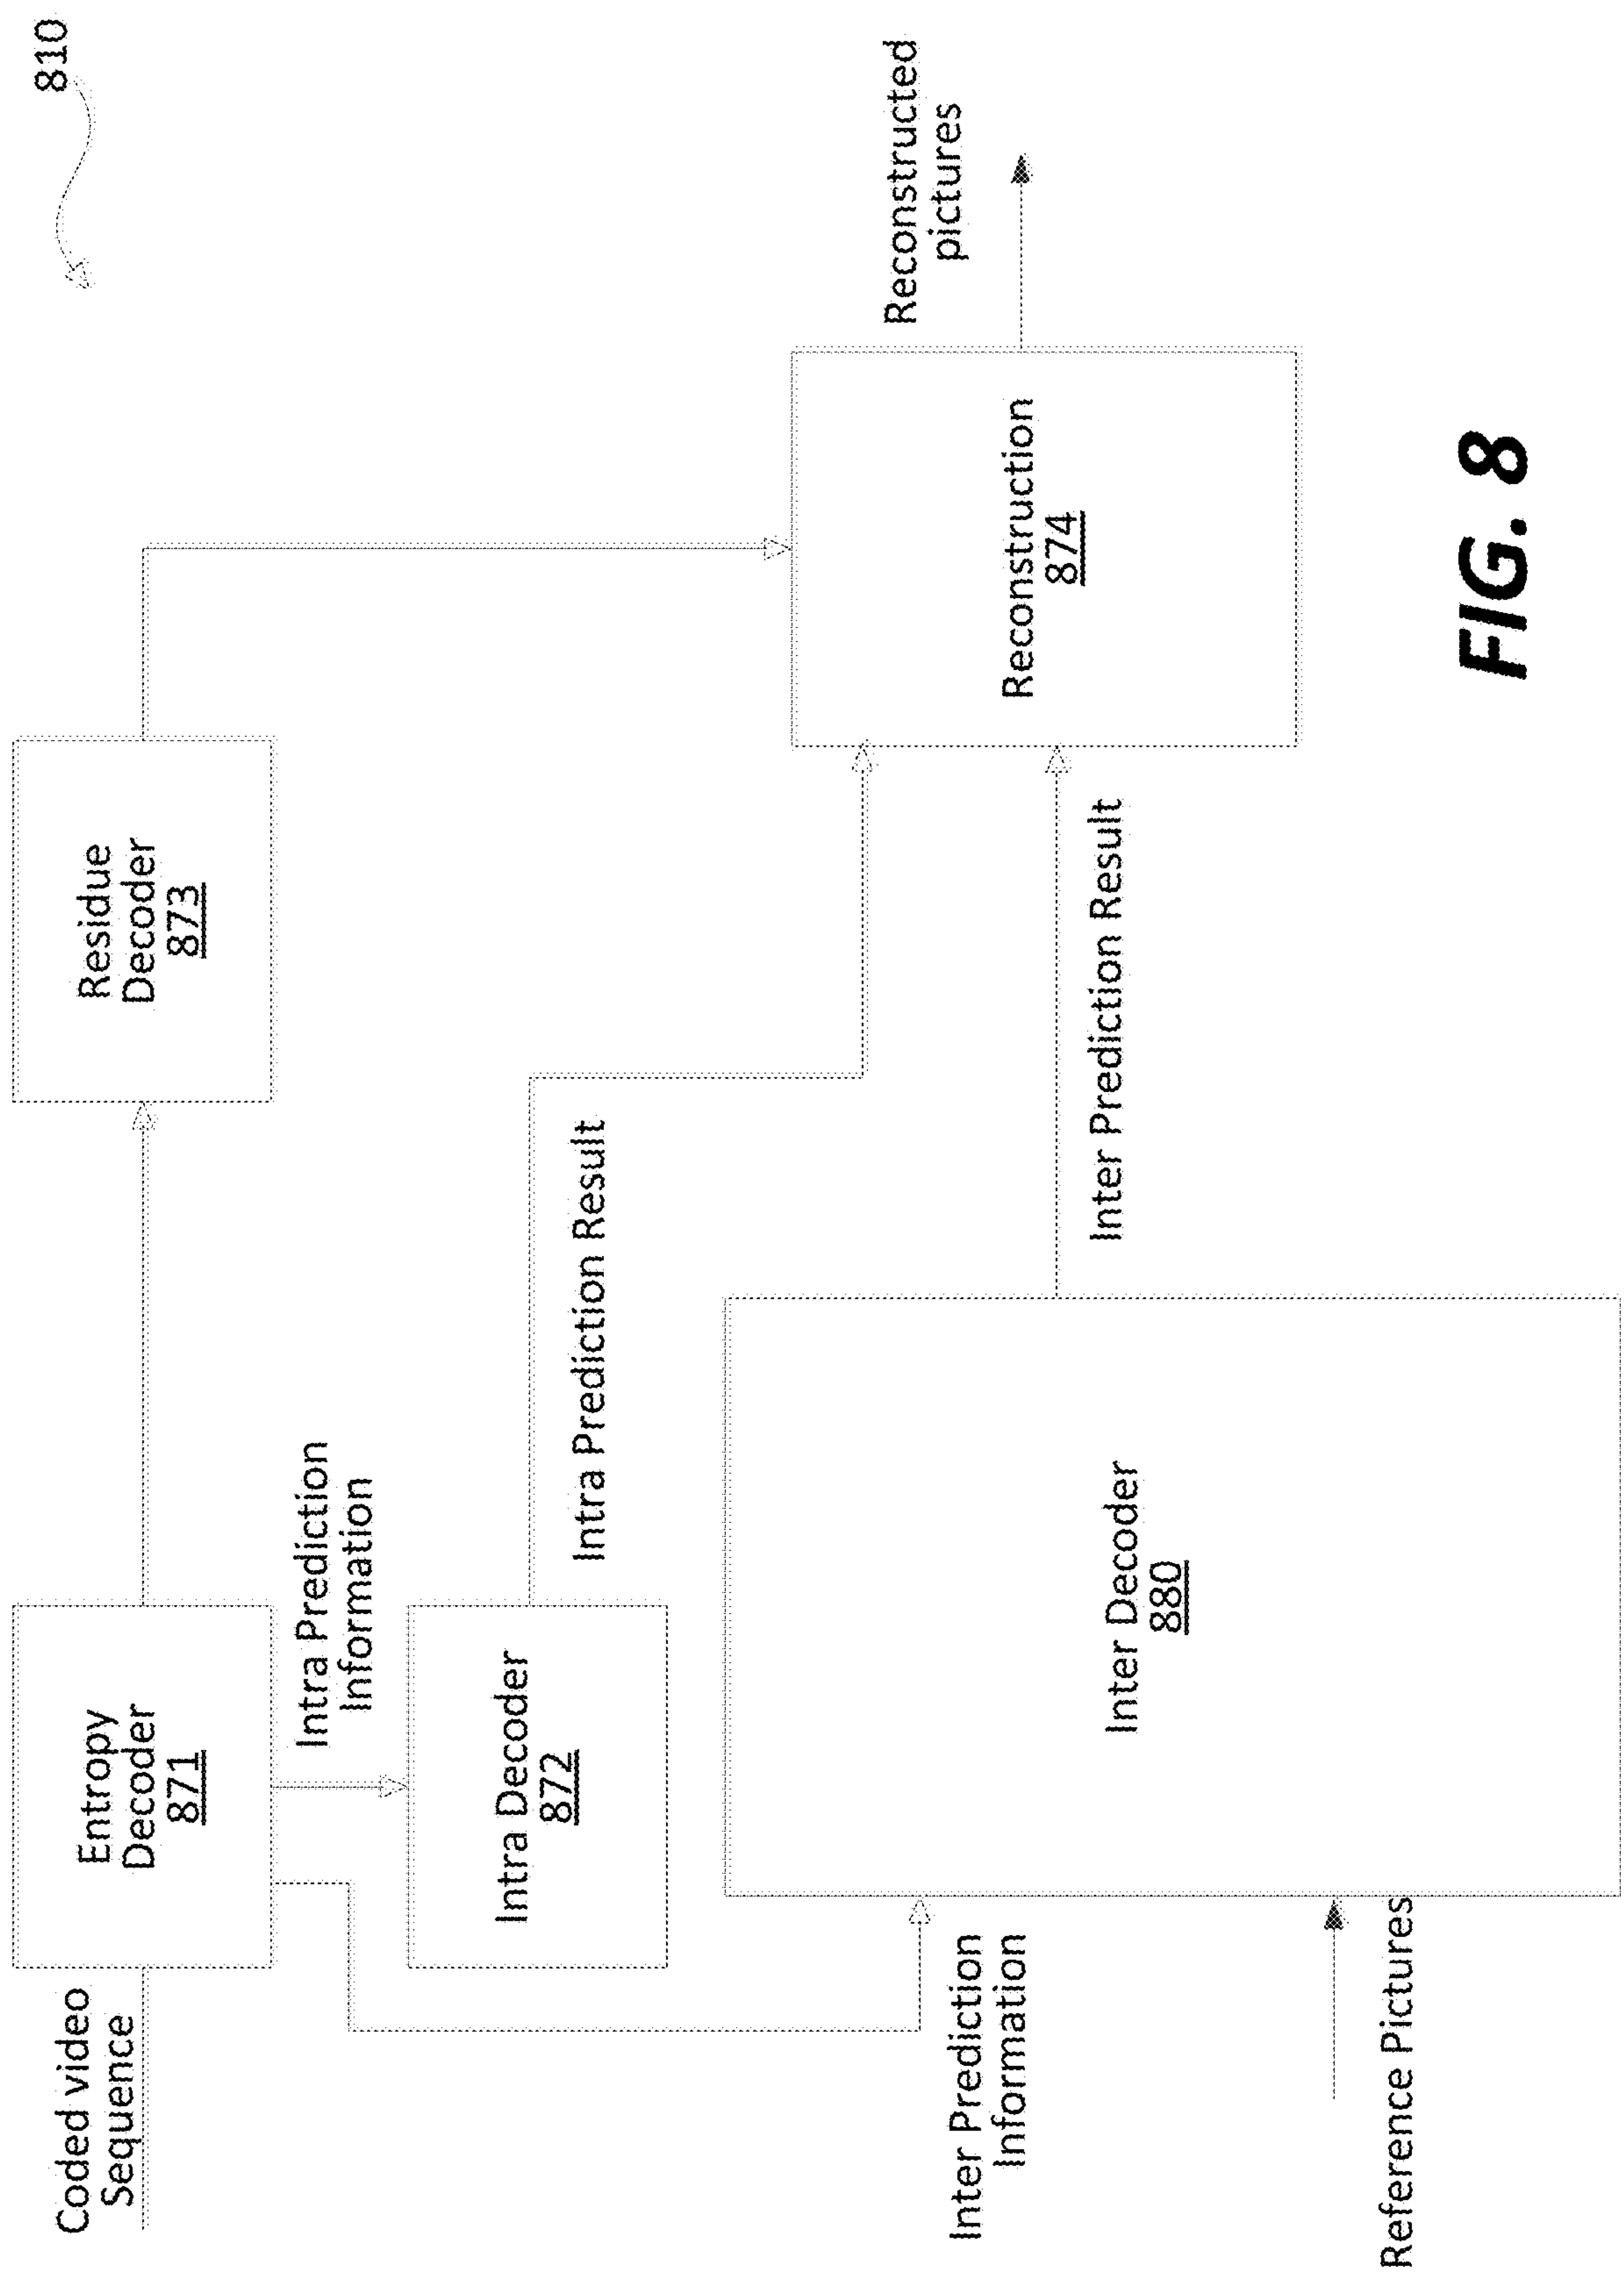 810
Coded video
Sequence
Entropy
Decoder
871
Residue
Decoder
873
Intra Prediction
Information
Intra Decoder
872
Intra Prediction Result
Inter Prediction
Information
Reference Pictures
Inter Decoder
880
Inter Prediction Result
Reconstruction
874
Reconstructed
pictures
FIG. 8